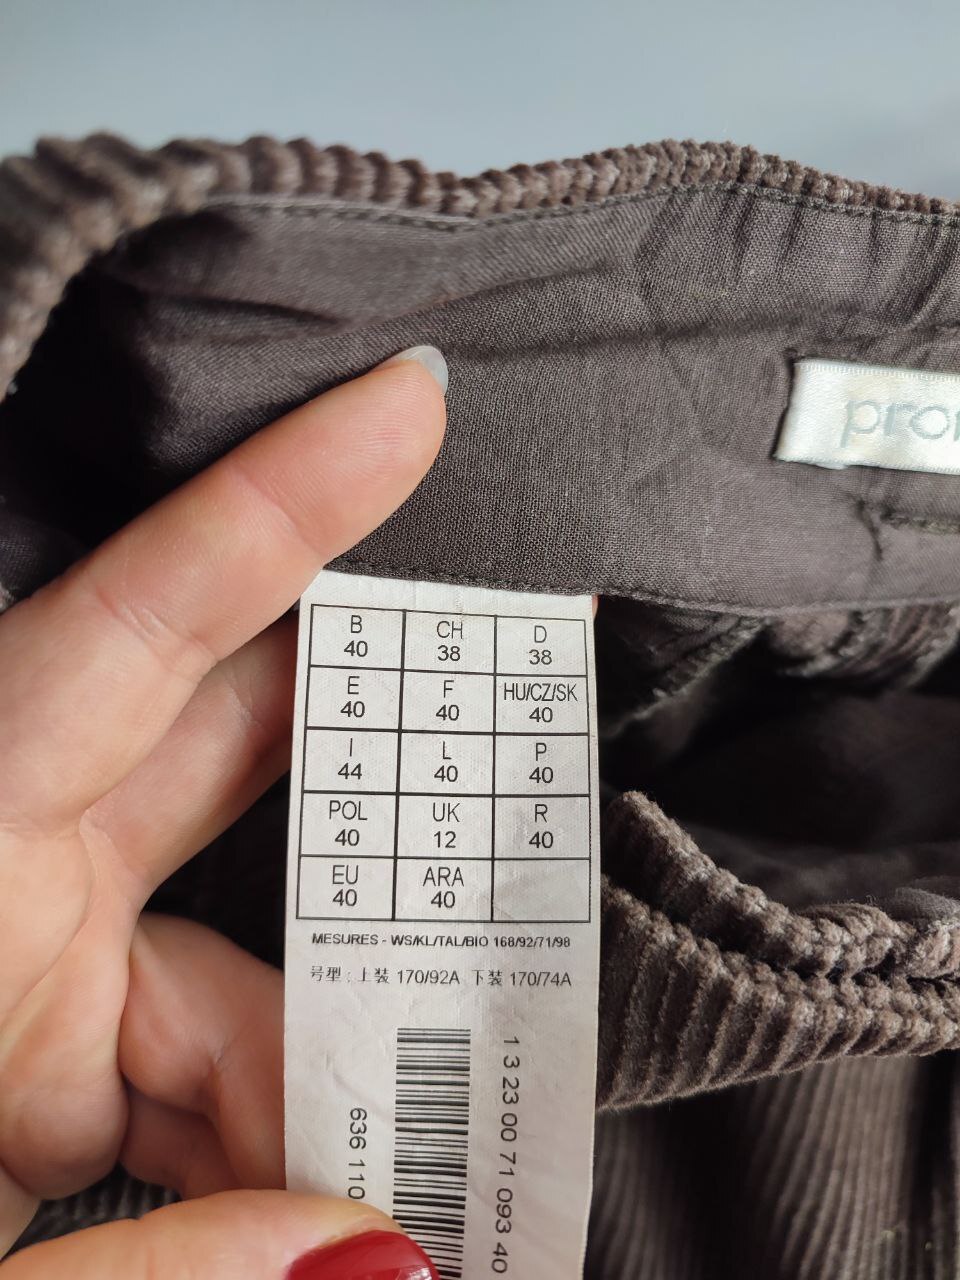 pror
B CH D
40 38 38
E F HU/CZ/SK
40 40 40
I L P
44 40 40
POL UK R
40 12 40
EU ARA
40 40
MESURES - WS/KL/TAL/BIO 168/92/71/98
号型：上装 170/92A 下装 170/74A
1 3 23 00 71 093 40
636 110